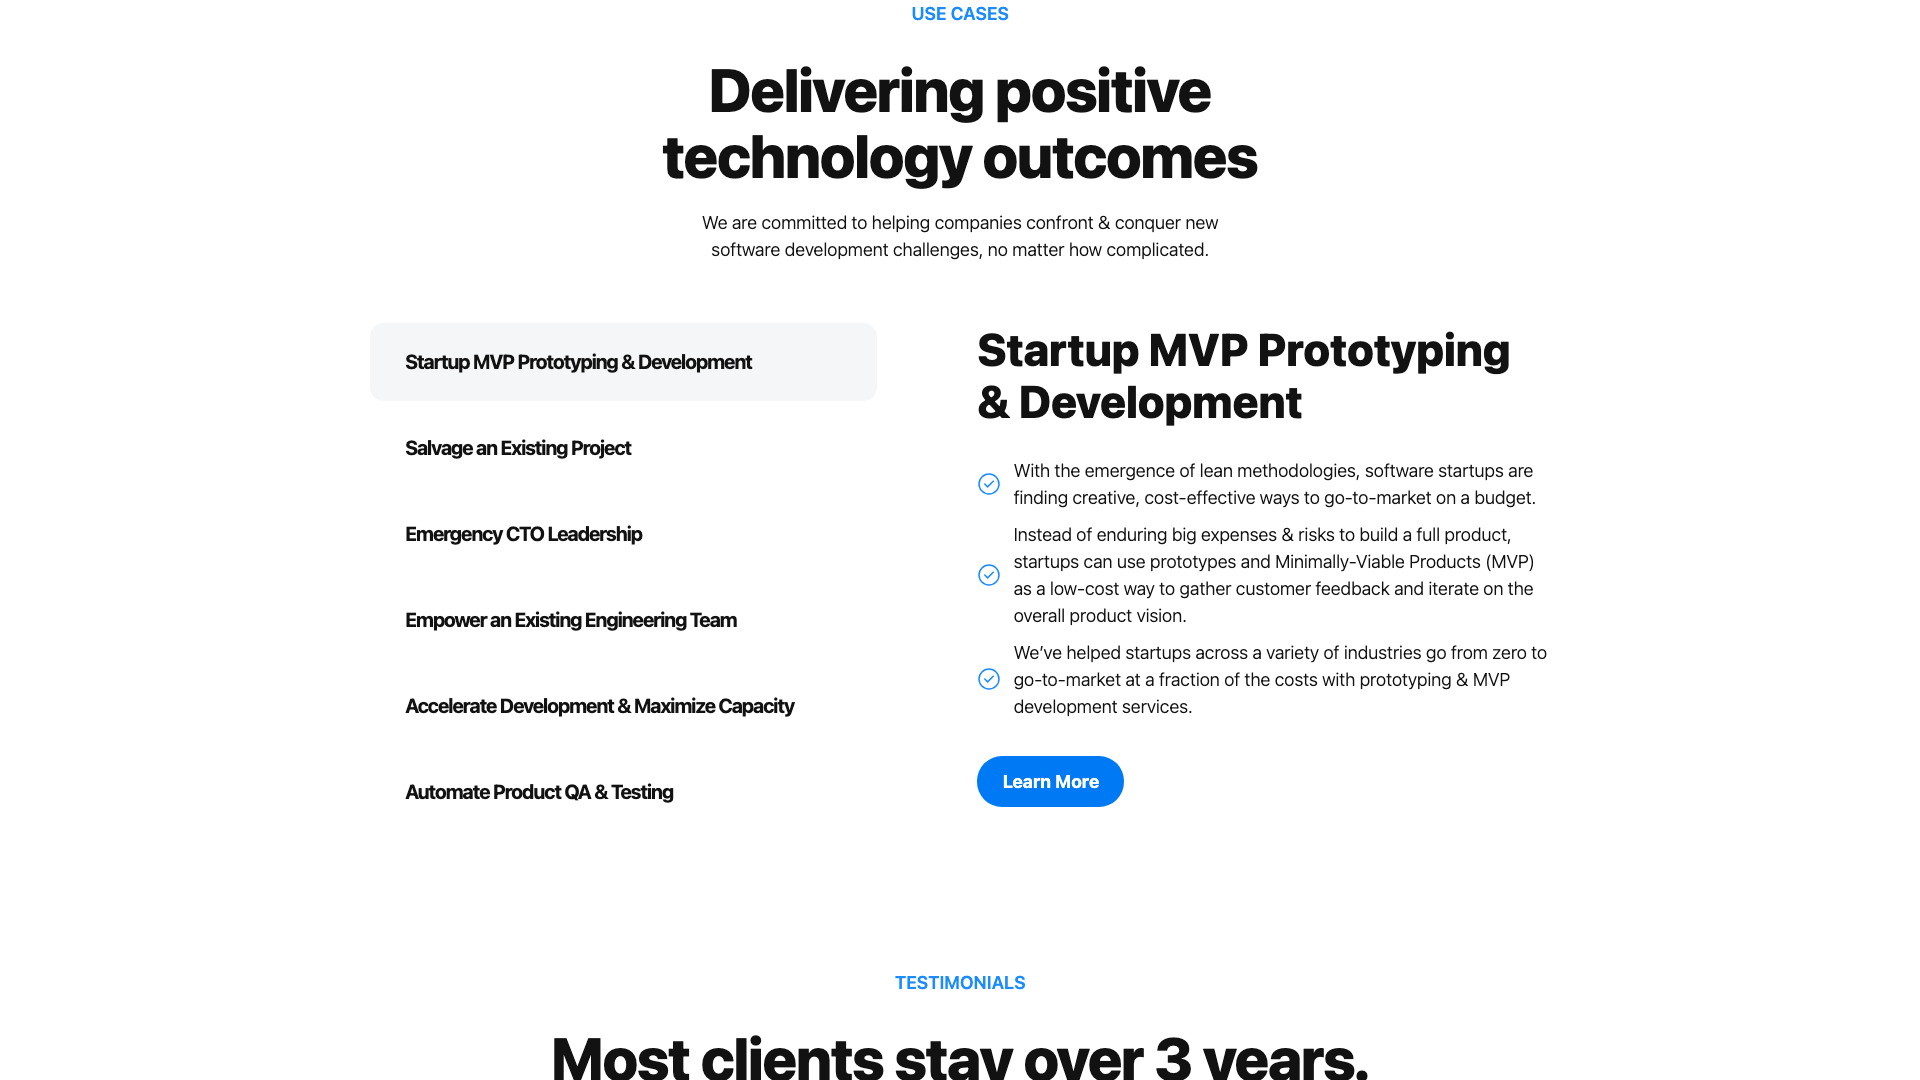 USE CASES
Delivering positive
technology outcomes
We are committed to helping companies confront & conquer new
software development challenges, no matter how complicated.
Startup MVP Prototyping & Development
Salvage an Existing Project
Emergency CTO Leadership
Empower an Existing Engineering Team
Accelerate Development & Maximize Capacity
Automate Product QA & Testing
Startup MVP Prototyping
& Development
With the emergence of lean methodologies, software startups are
finding creative, cost-effective ways to go-to-market on a budget.
Instead of enduring big expenses & risks to build a full product,
startups can use prototypes and Minimally-Viable Products (MVP)
as a low-cost way to gather customer feedback and iterate on the
overall product vision.
We’ve helped startups across a variety of industries go from zero to
go-to-market at a fraction of the costs with prototyping & MVP
development services.
Learn More
TESTIMONIALS
Most clients stay over 3 years.